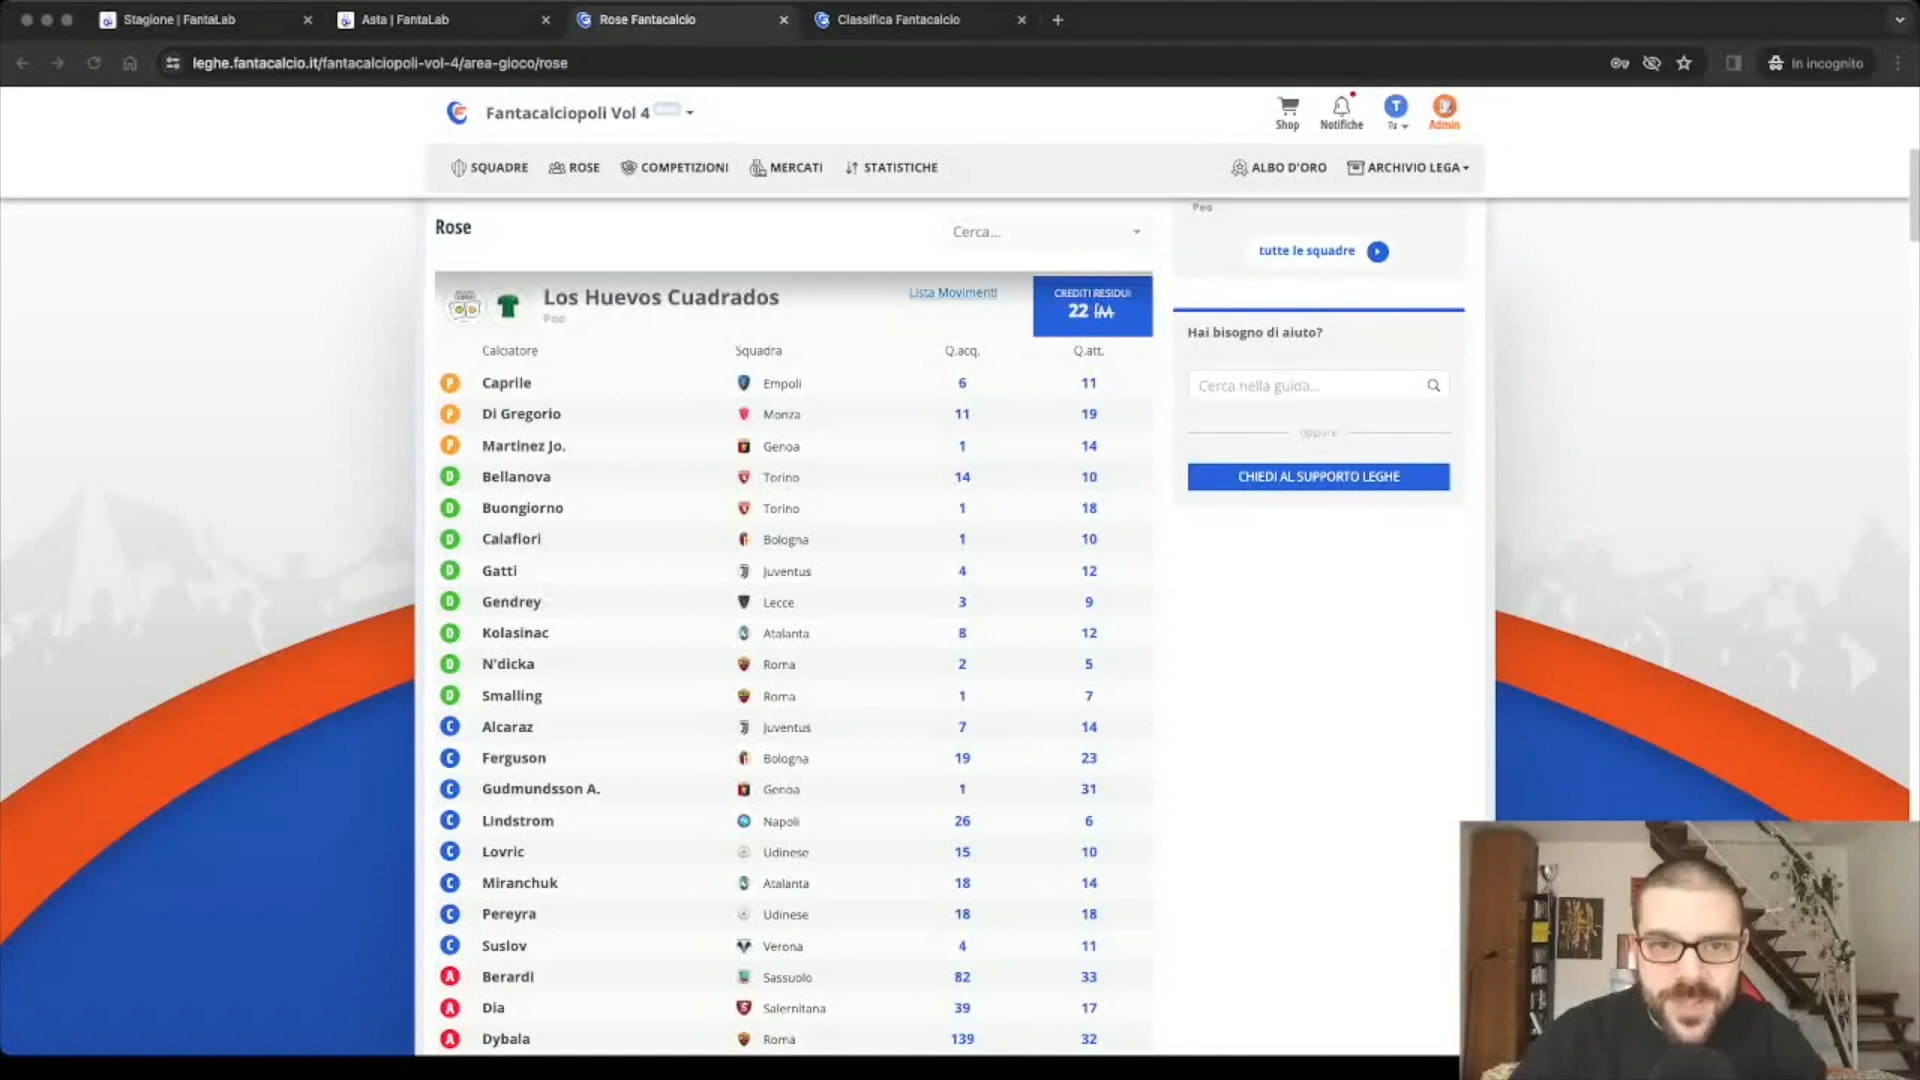 Stagione | FantaLab
Asta | FantaLab
Rose Fantacalcio
Classifica Fantacalcio
leghe.fantacalcio.it/fantacalciopoli-vol-4/area-gioco/rose
In incognito
Fantacalciopoli Vol 4
Shop
Notifiche
T
Tu
Admin
SQUADRE
ROSE
COMPETIZIONI
MERCATI
STATISTICHE
ALBO D'ORO
ARCHIVIO LEGA
Rose
Cerca...
Peo
tutte le squadre
Los Huevos Cuadrados
Peo
Lista Movimenti
CREDITI RESIDUI
22 fM
Hai bisogno di aiuto?
Cerca nella guida...
oppure
CHIEDI AL SUPPORTO LEGHE
Calciatore Squadra Q.acq. Q.att.
P Caprile Empoli 6 11
P Di Gregorio Monza 11 19
P Martinez Jo. Genoa 1 14
D Bellanova Torino 14 10
D Buongiorno Torino 1 18
D Calafiori Bologna 1 10
D Gatti Juventus 4 12
D Gendrey Lecce 3 9
D Kolasinac Atalanta 8 12
D N'dicka Roma 2 5
D Smalling Roma 1 7
C Alcaraz Juventus 7 14
C Ferguson Bologna 19 23
C Gudmundsson A. Genoa 1 31
C Lindstrom Napoli 26 6
C Lovric Udinese 15 10
C Miranchuk Atalanta 18 14
C Pereyra Udinese 18 18
C Suslov Verona 4 11
A Berardi Sassuolo 82 33
A Dia Salernitana 39 17
A Dybala Roma 139 32